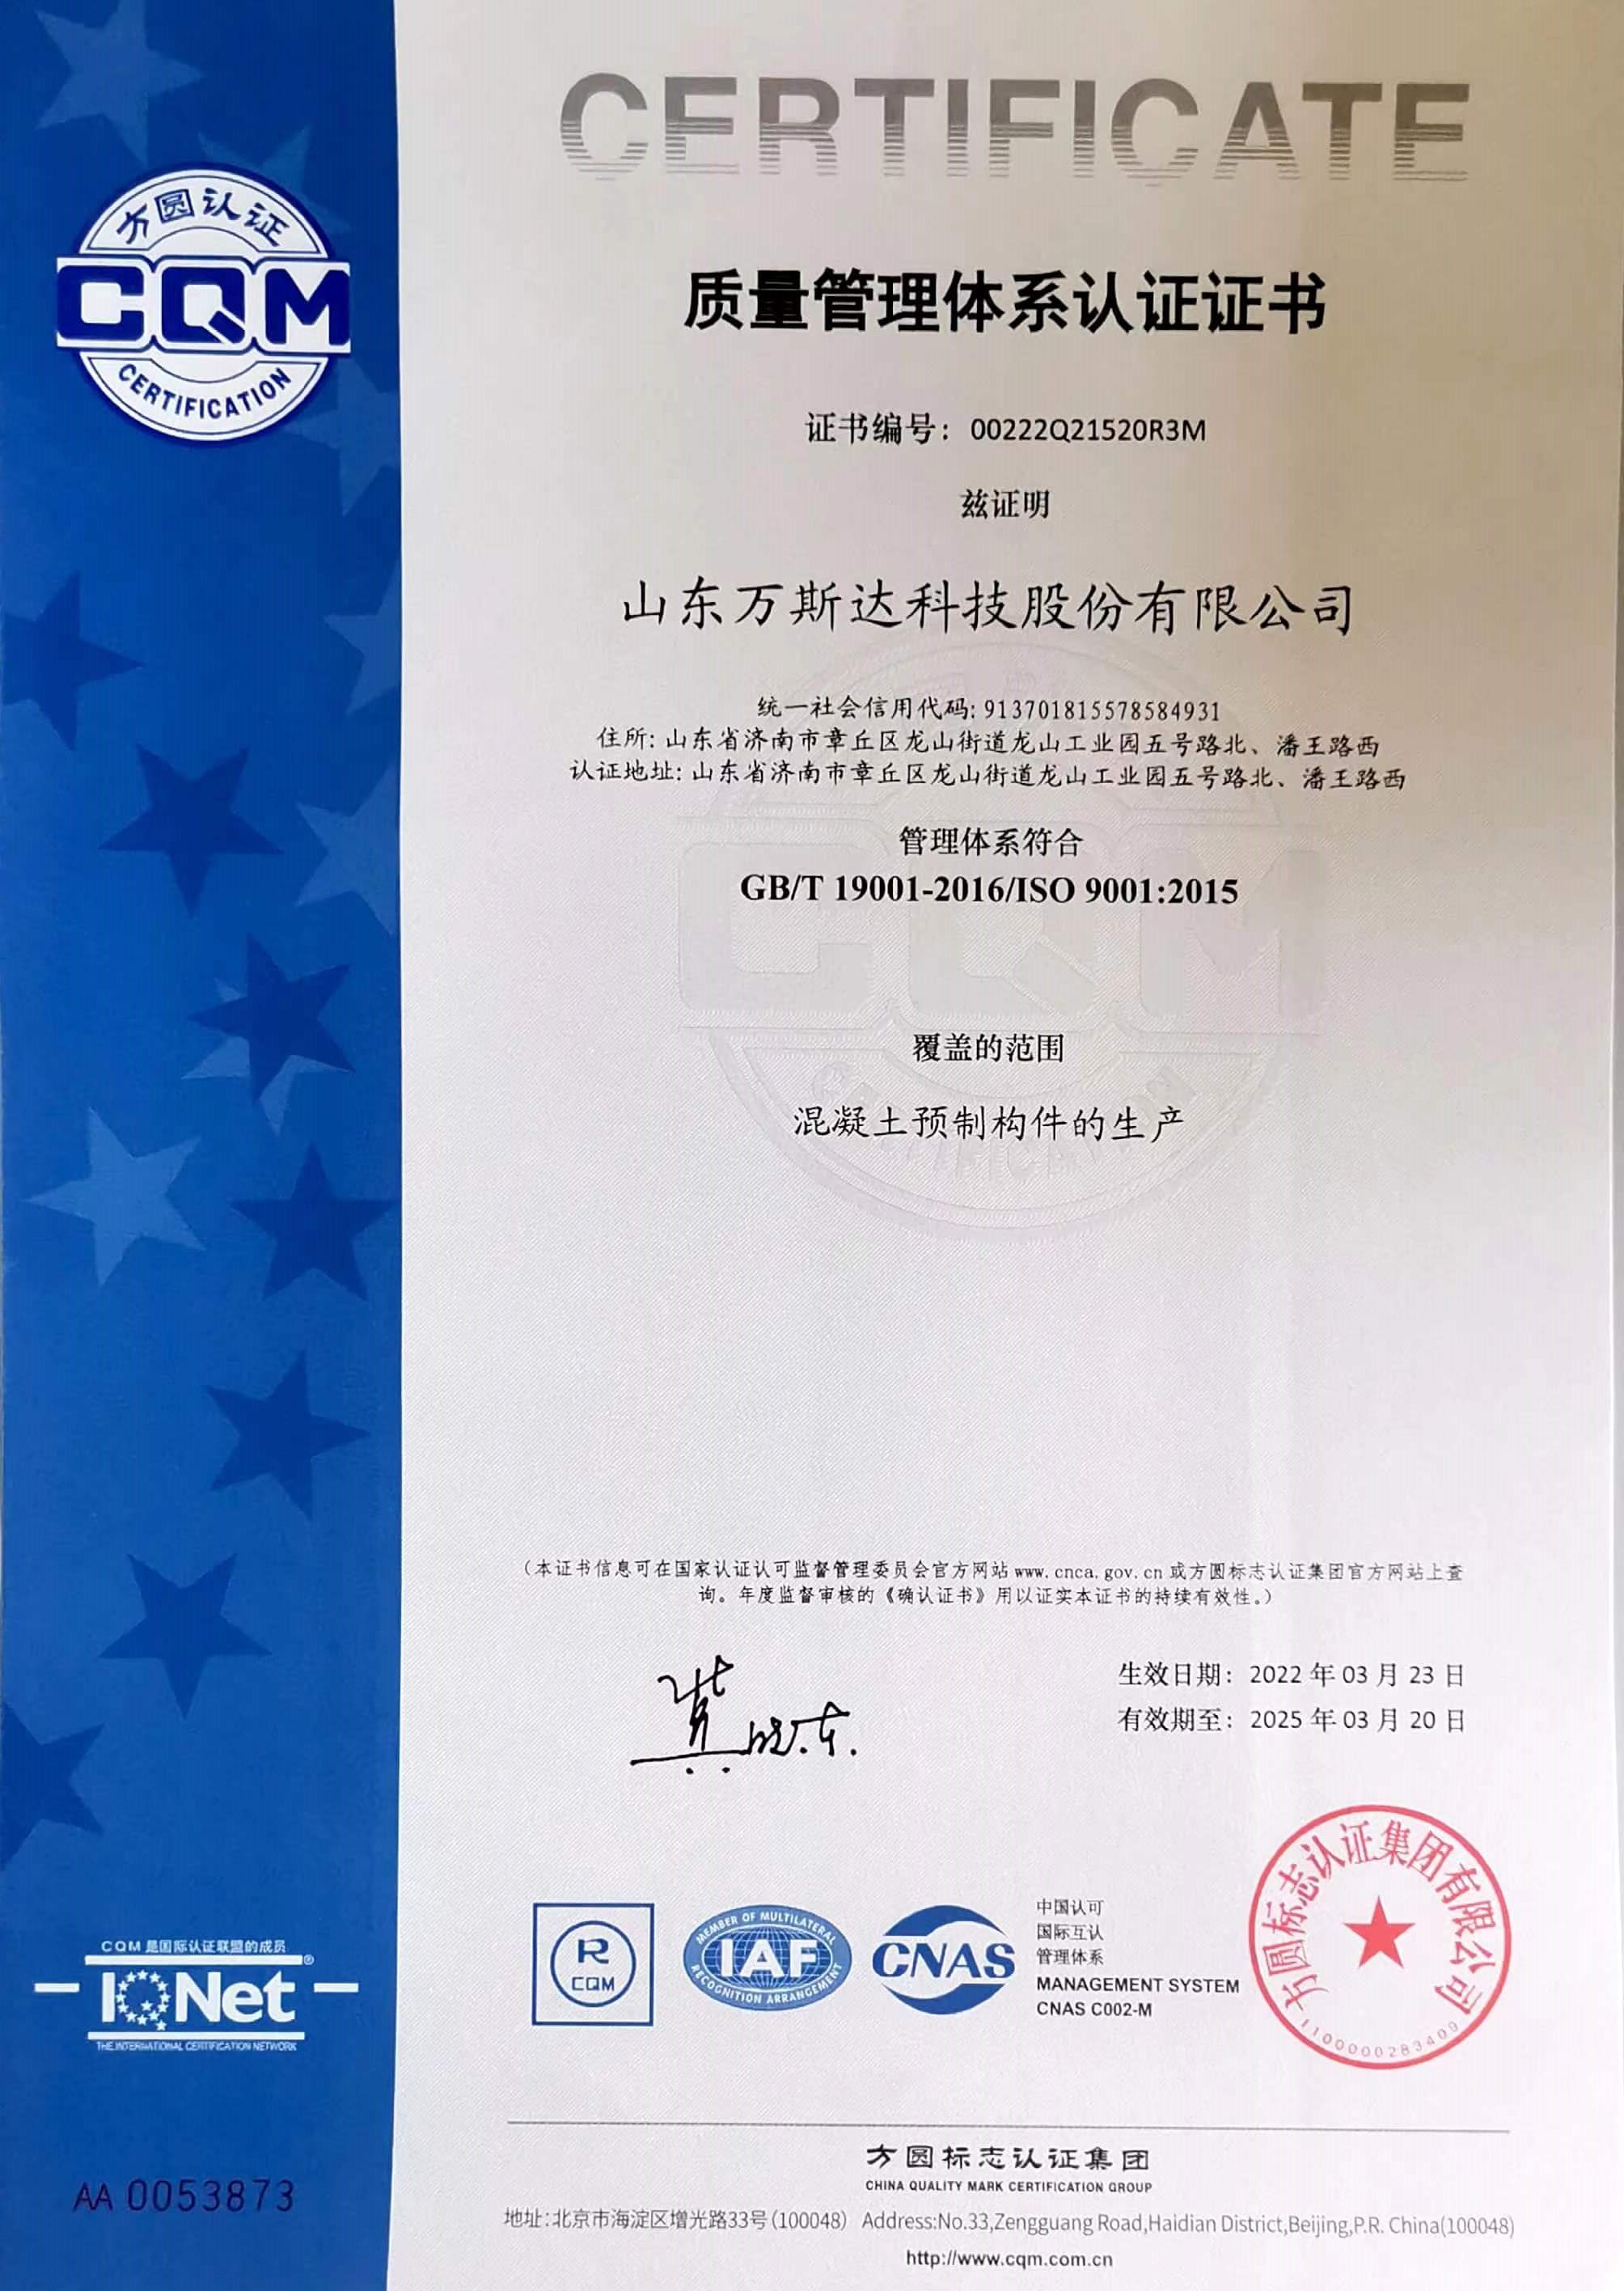 CERTIFICATE
方圆认证
CQM
CERTIFICATION
质量管理体系认证证书
证书编号：00222Q21520R3M
兹证明
山东万斯达科技股份有限公司
统一社会信用代码: 913701815578584931
住所: 山东省济南市章丘区龙山街道龙山工业园五号路北、潘王路西
认证地址: 山东省济南市章丘区龙山街道龙山工业园五号路北、潘王路西
管理体系符合
GB/T 19001-2016/ISO 9001:2015
覆盖的范围
混凝土预制构件的生产
（本证书信息可在国家认证认可监督管理委员会官方网站 www.cnca.gov.cn 或方圆标志认证集团官方网站上查
询。年度监督审核的《确认证书》用以证实本证书的持续有效性。）
生效日期：2022 年 03 月 23 日
有效期至：2025 年 03 月 20 日
CQM 是国际认证联盟的成员
IQNet®
THE INTERNATIONAL CERTIFICATION NETWORK
R
CQM
MEMBER OF MULTILATERAL
IAF
RECOGNITION ARRANGEMENT
CNAS
中国认可
国际互认
管理体系
MANAGEMENT SYSTEM
CNAS C002-M
方圆标志认证集团有限公司
1100000283409
AA 0053873
方圆标志认证集团
CHINA QUALITY MARK CERTIFICATION GROUP
地址:北京市海淀区增光路33号(100048) Address:No.33,Zengguang Road,Haidian District,Beijing,P.R. China(100048)
http://www.cqm.com.cn